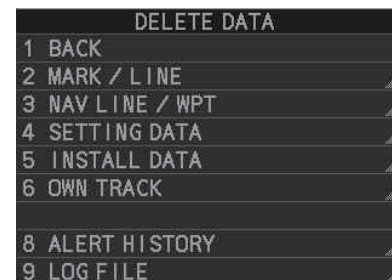 DELETE DATA
1 BACK
2 MARK / LINE
3 NAV LINE / WPT
4 SETTING DATA
5 INSTALL DATA
6 OWN TRACK
8 ALERT HISTORY
9 LOG FILE